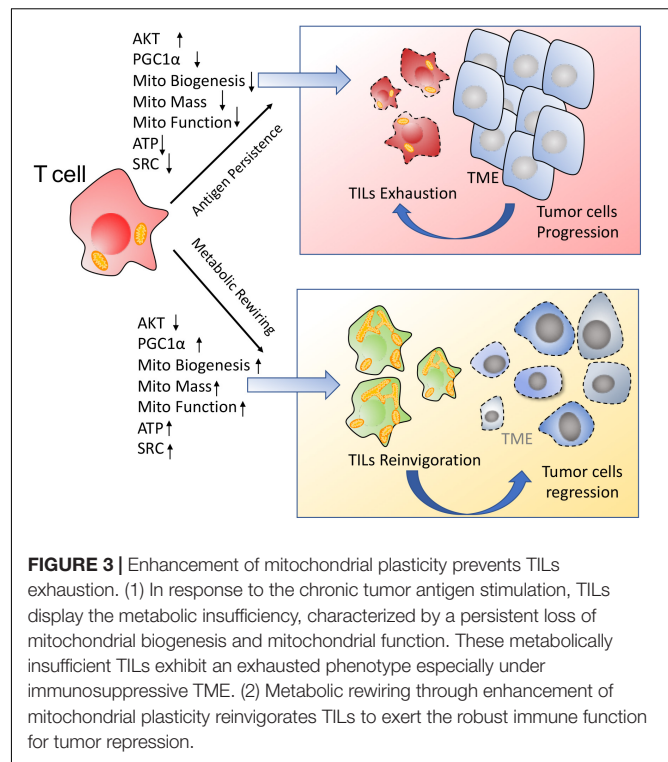 AKT ↑
PGC1α ↓
Mito Biogenesis ↓
Mito Mass ↓
Mito Function ↓
ATP ↓
SRC ↓
T cell
Antigen Persistence
TILs Exhaustion
TME
Tumor cells
Progression
Metabolic Rewiring
AKT ↓
PGC1α ↑
Mito Biogenesis ↑
Mito Mass ↑
Mito Function ↑
ATP ↑
SRC ↑
TILs Reinvigoration
TME
Tumor cells
regression
FIGURE 3 | Enhancement of mitochondrial plasticity prevents TILs
exhaustion. (1) In response to the chronic tumor antigen stimulation, TILs
display the metabolic insufficiency, characterized by a persistent loss of
mitochondrial biogenesis and mitochondrial function. These metabolically
insufficient TILs exhibit an exhausted phenotype especially under
immunosuppressive TME. (2) Metabolic rewiring through enhancement of
mitochondrial plasticity reinvigorates TILs to exert the robust immune function
for tumor repression.